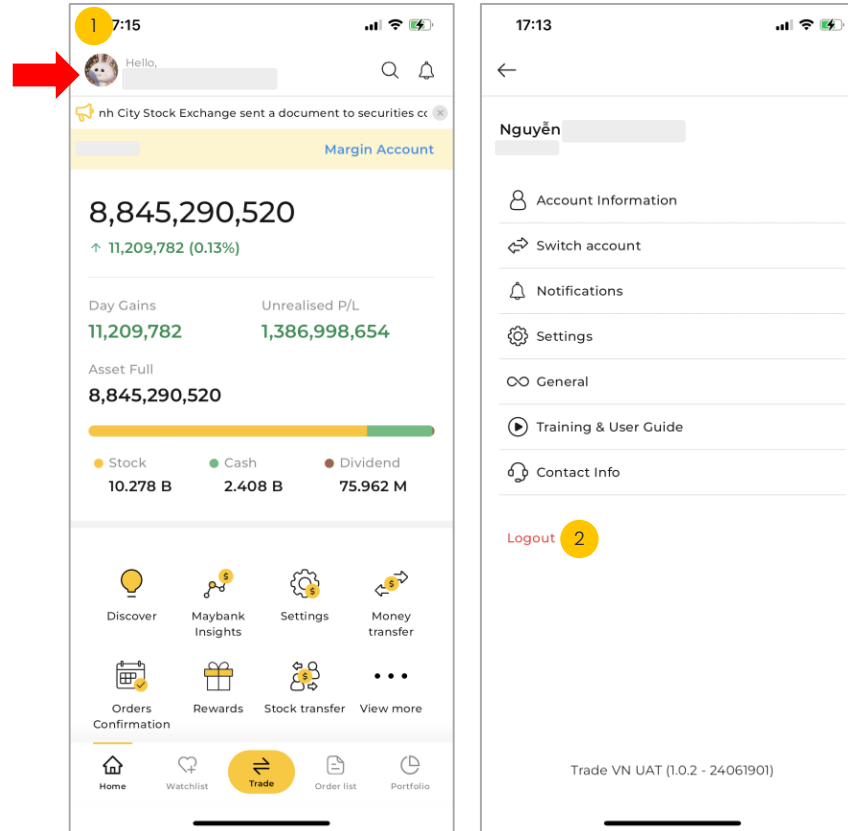 1
7:15
Hello,
nh City Stock Exchange sent a document to securities cc
Margin Account
8,845,290,520
↑ 11,209,782 (0.13%)
Day Gains
Unrealised P/L
11,209,782
1,386,998,654
Asset Full
8,845,290,520
Stock
Cash
Dividend
10.278 B
2.408 B
75.962 M
Discover
Maybank
Insights
Settings
Money
transfer
Orders
Confirmation
Rewards
Stock transfer
View more
Home
Watchlist
Trade
Order list
Portfolio
17:13
Nguyễn
Account Information
Switch account
Notifications
Settings
General
Training & User Guide
Contact Info
Logout
2
Trade VN UAT (1.0.2 - 24061901)